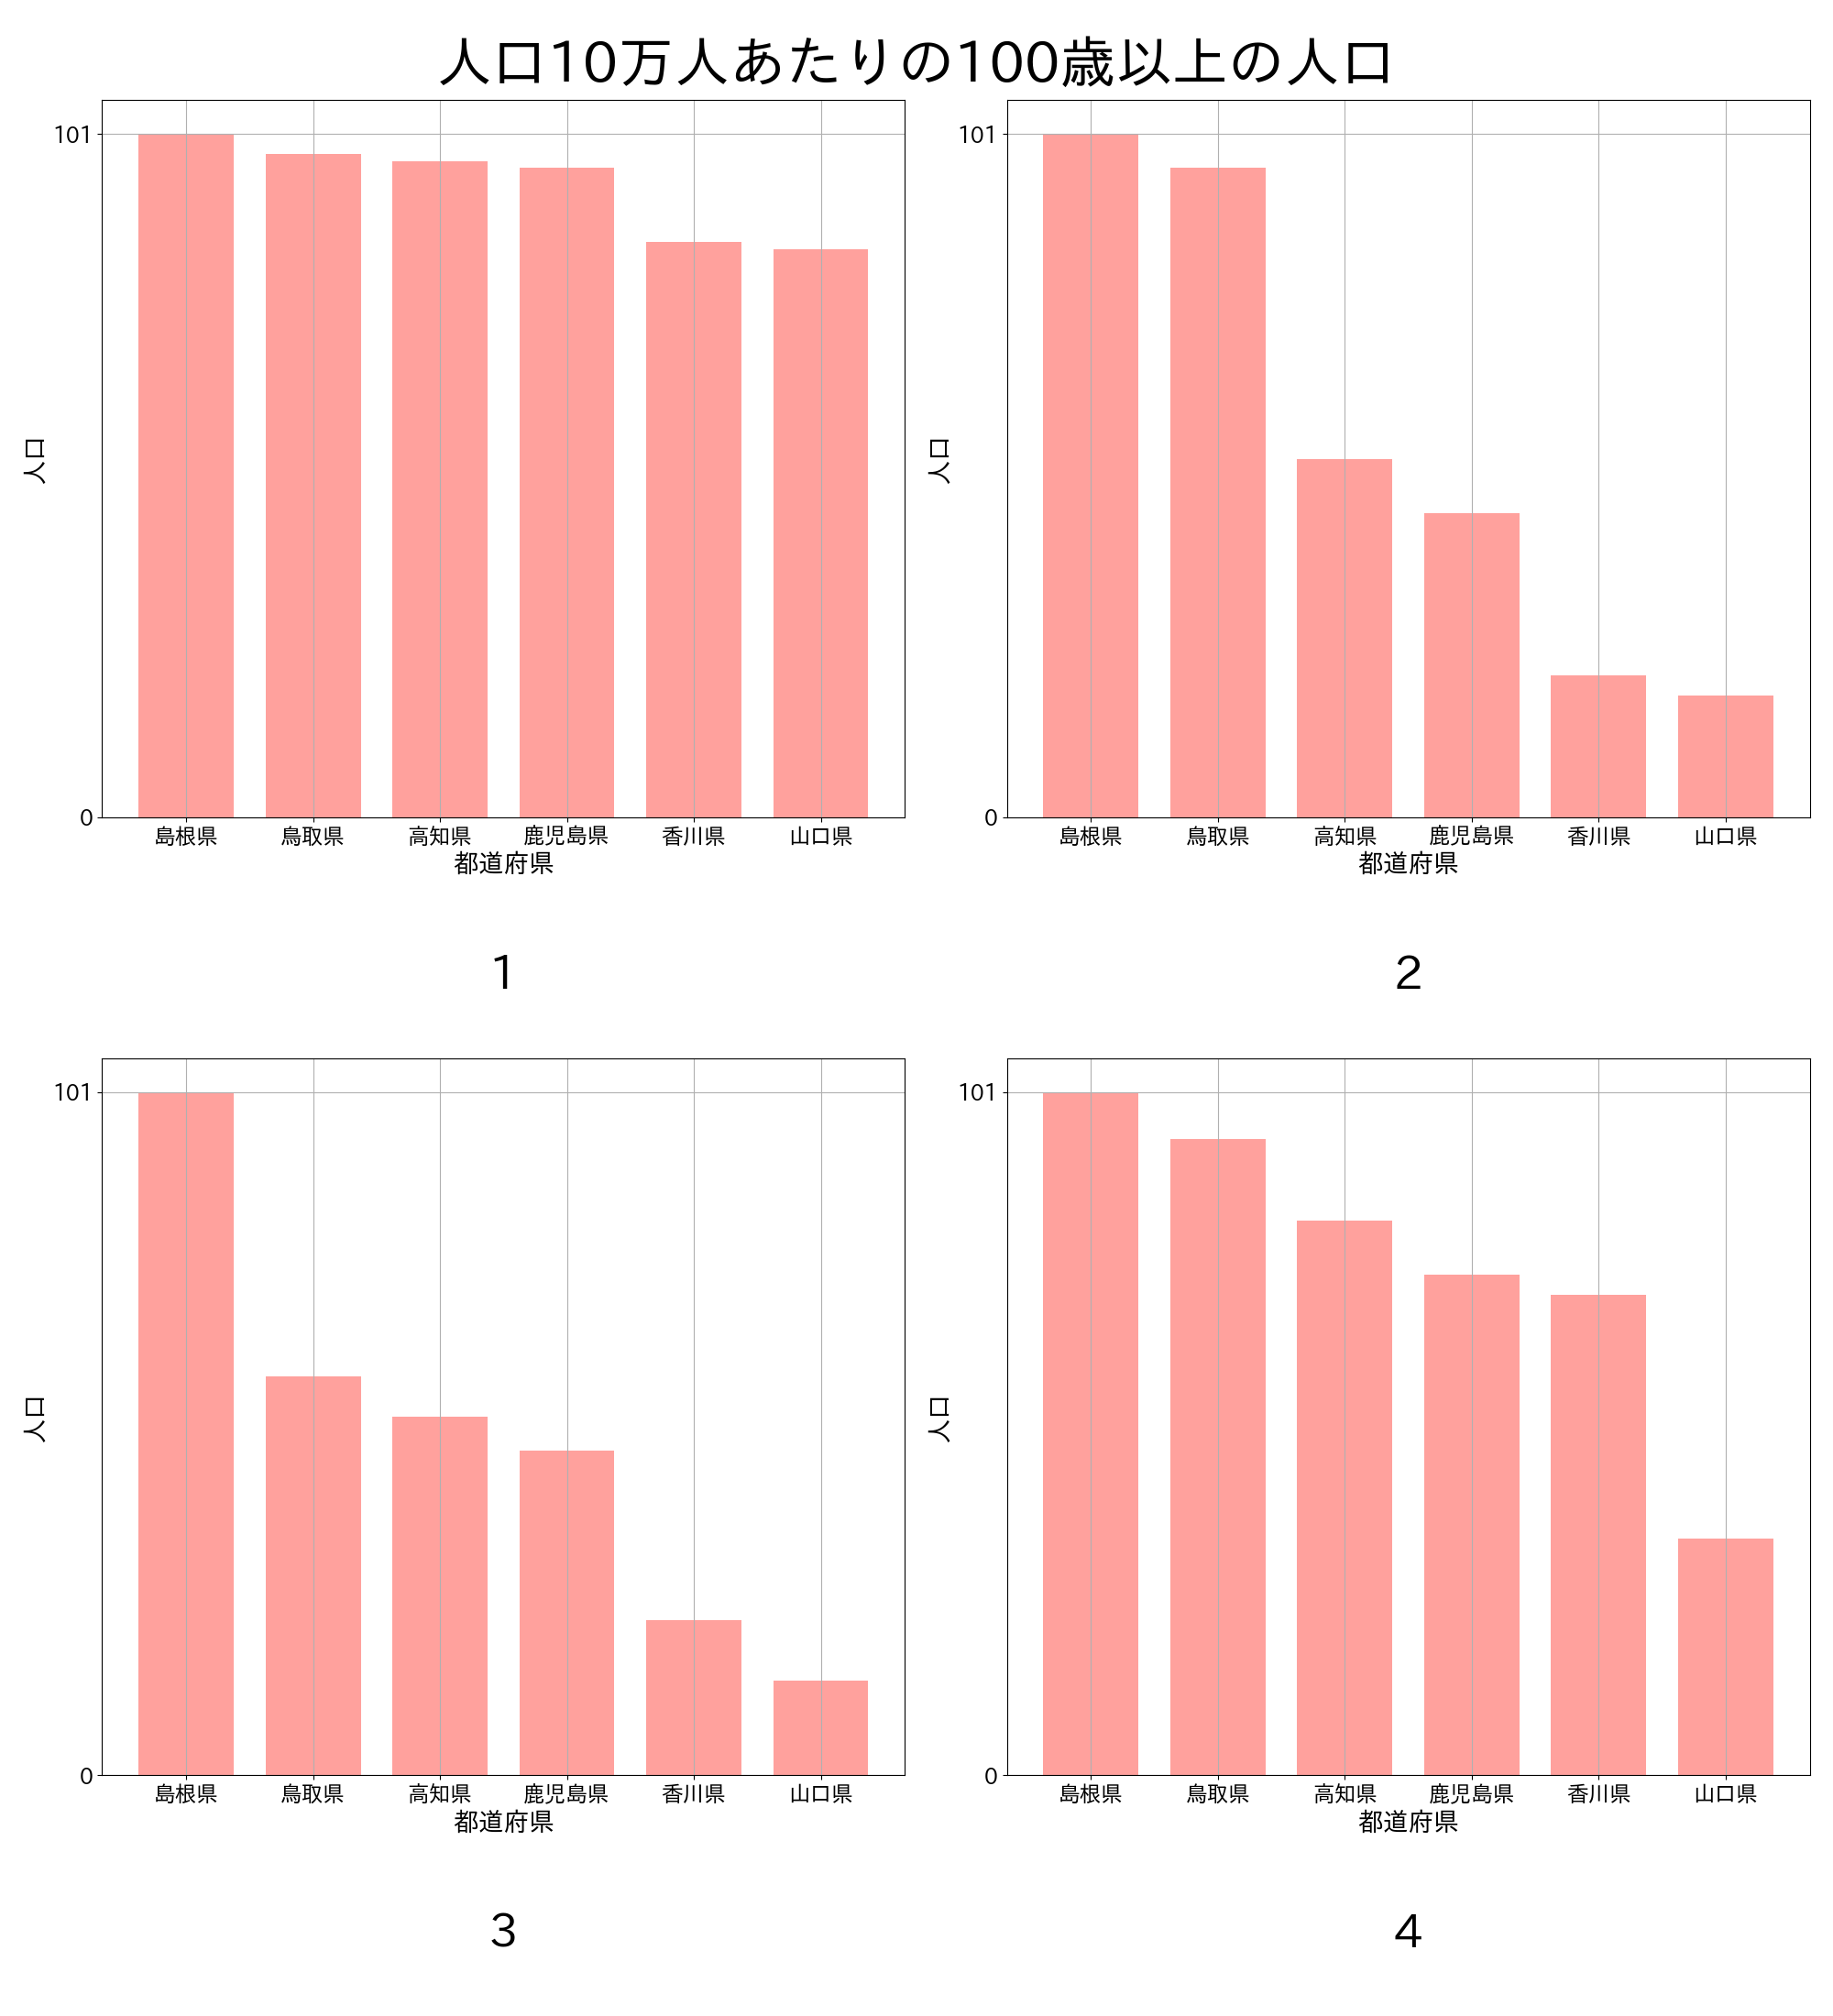 人口10万人あたりの100歳以上の人口
101
0
人口
島根県 鳥取県 高知県 鹿児島県 香川県 山口県
都道府県
1
101
0
人口
島根県 鳥取県 高知県 鹿児島県 香川県 山口県
都道府県
2
101
0
人口
島根県 鳥取県 高知県 鹿児島県 香川県 山口県
都道府県
3
101
0
人口
島根県 鳥取県 高知県 鹿児島県 香川県 山口県
都道府県
4